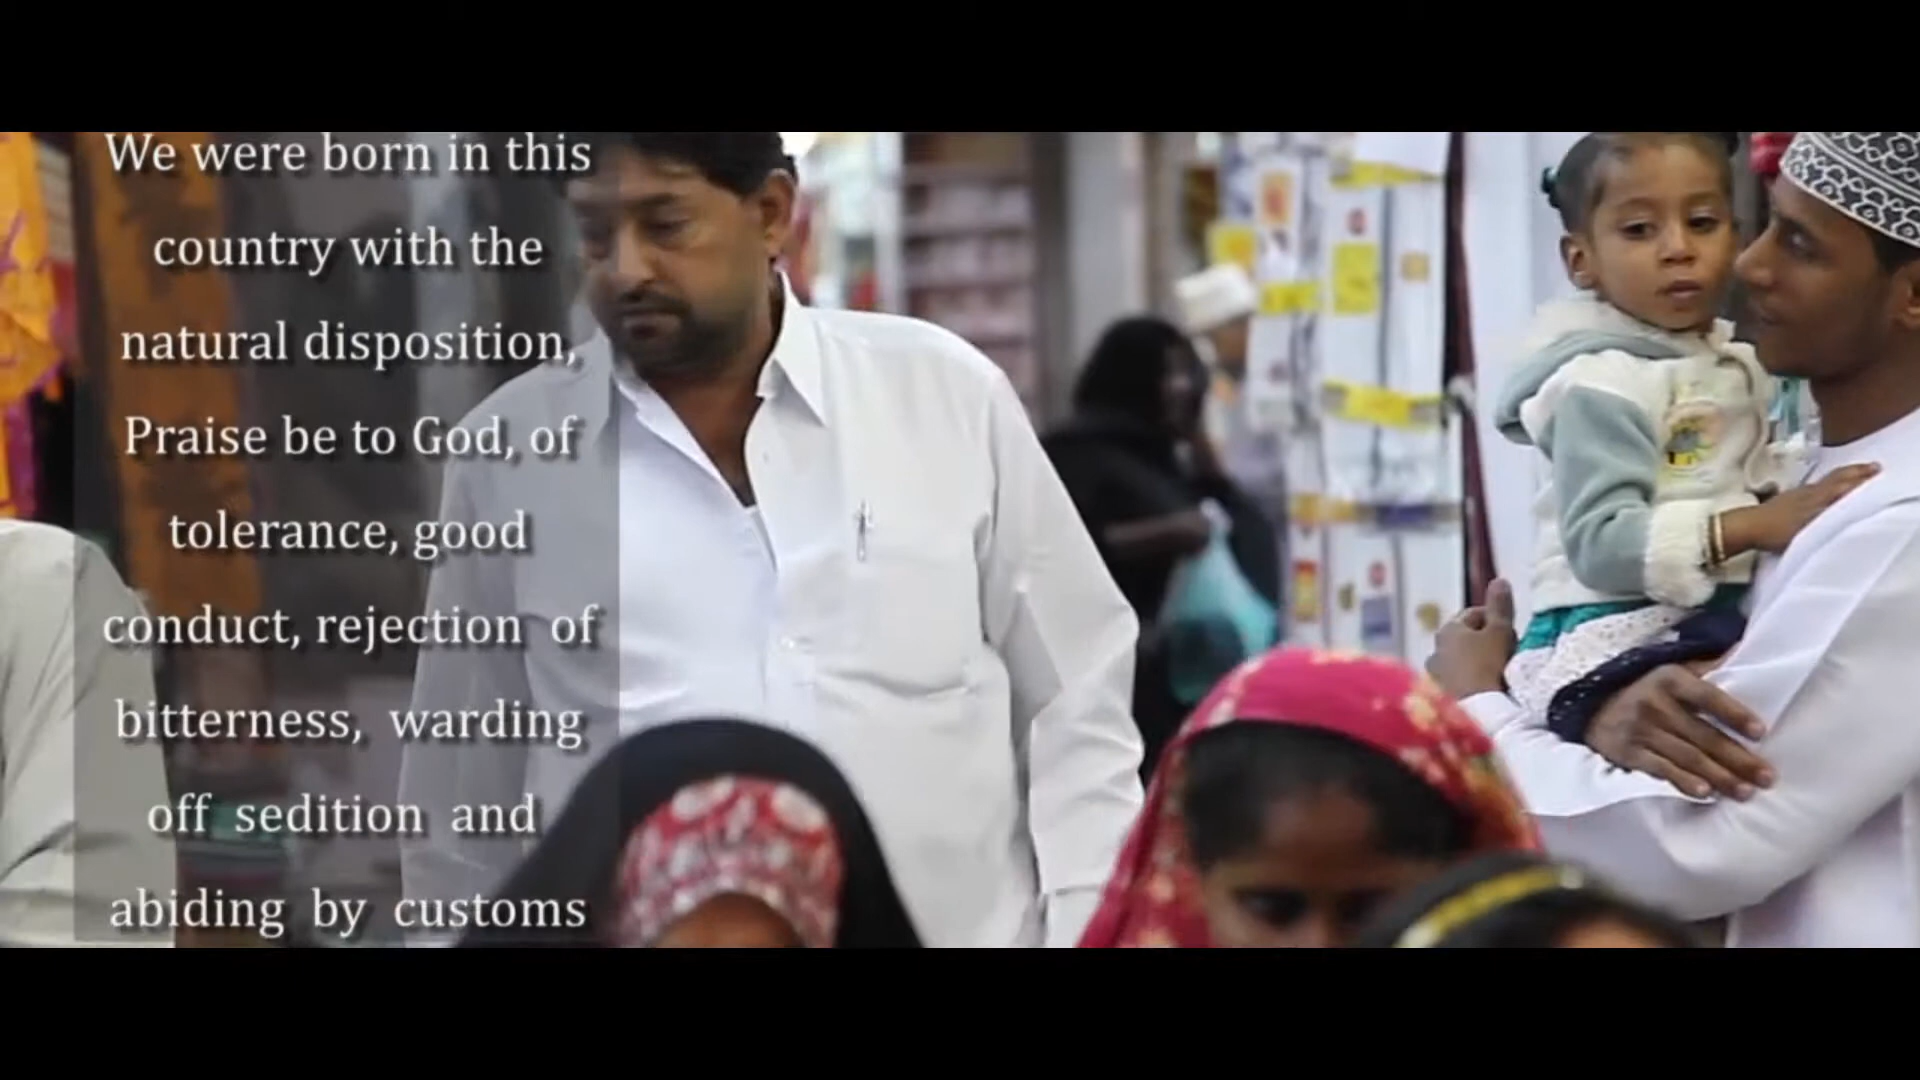 We were born in this
country with the
natural disposition,
Praise be to God, of
tolerance, good
conduct, rejection of
bitterness, warding
off sedition and
abiding by customs